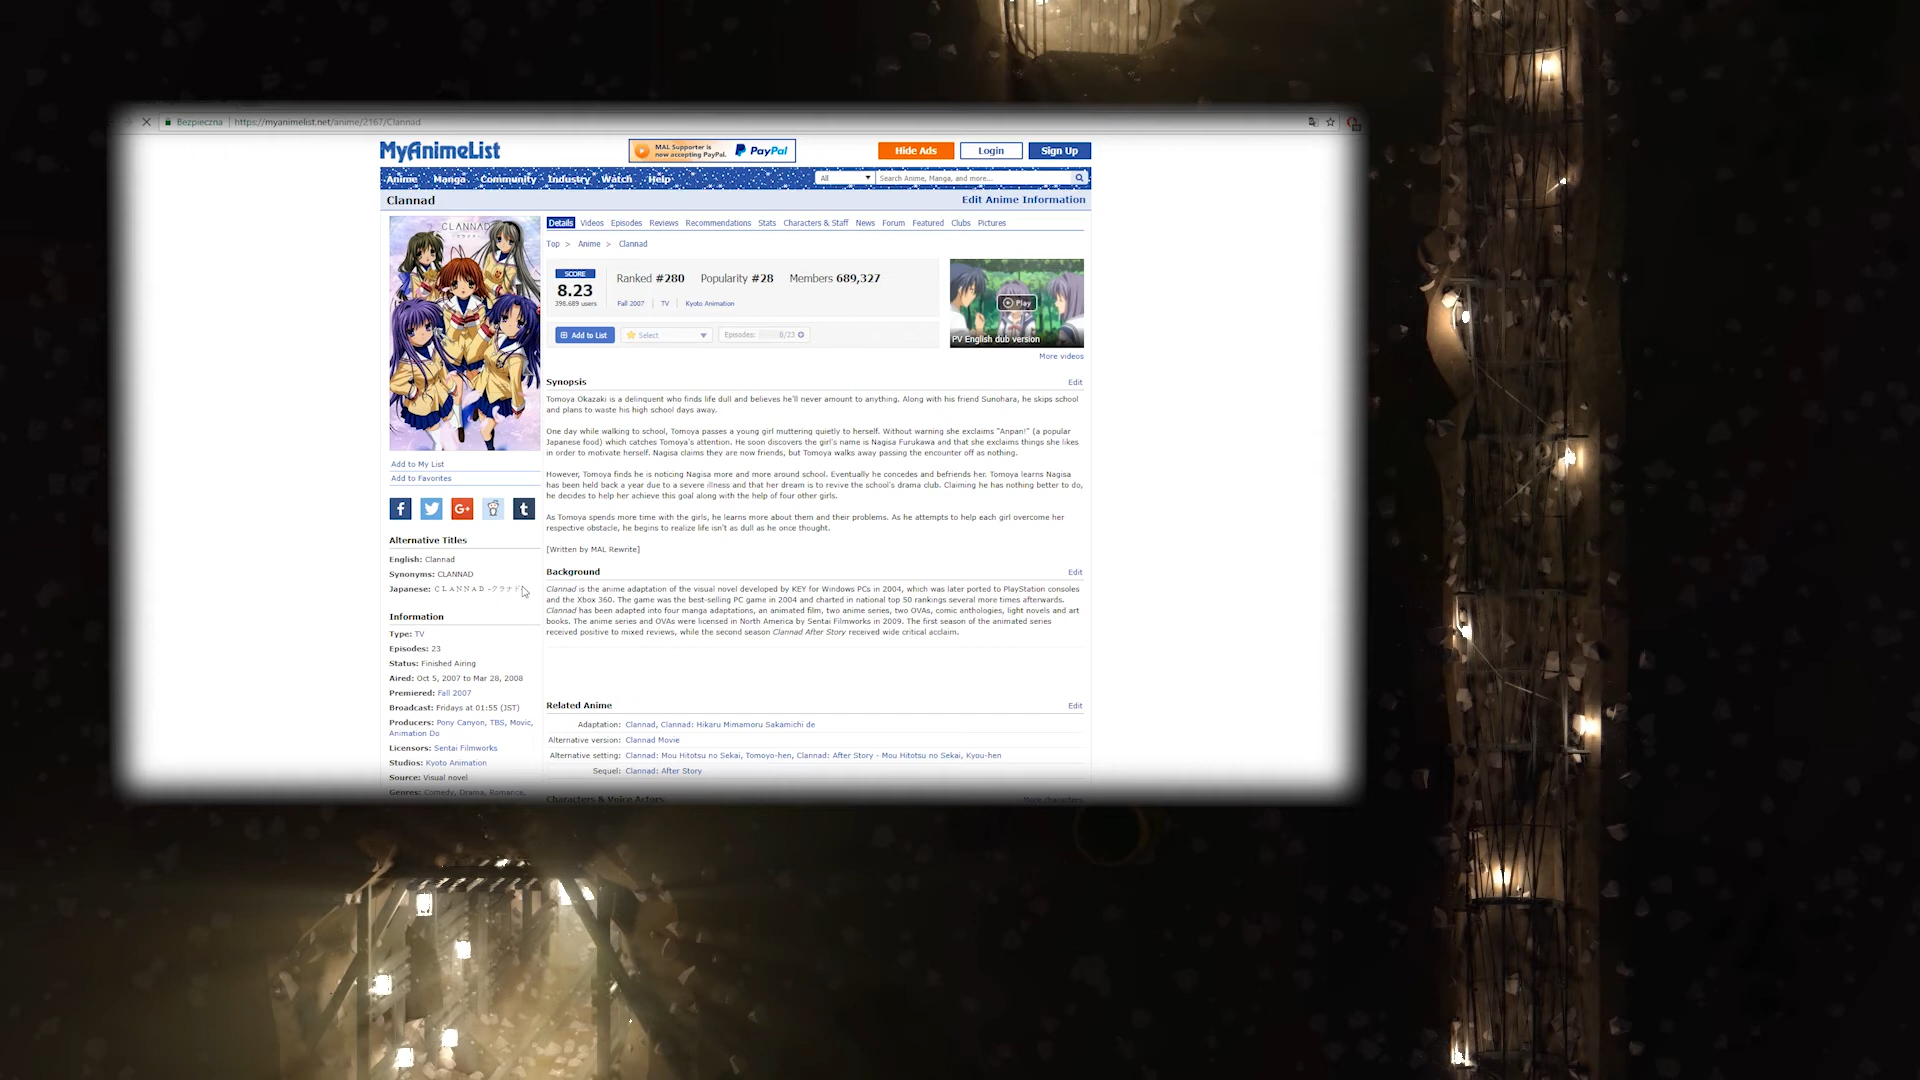 Bezpieczna https://myanimelist.net/anime/2167/Clannad
MyAnimeList
MAL Supporter is
now accepting PayPal.
PayPal
Hide Ads Login Sign Up
Anime Manga Community Industry Watch Help
All Search Anime, Manga, and more...
Clannad
Edit Anime Information
CLANNAD
Details Videos Episodes Reviews Recommendations Stats Characters & Staff News Forum Featured Clubs Pictures
Top > Anime > Clannad
SCORE
8.23
398,689 users
Ranked #280 Popularity #28 Members 689,327
Fall 2007 TV Kyoto Animation
Add to List Select Episodes: 0/23
Play
PV English dub version
More videos
Synopsis Edit
Tomoya Okazaki is a delinquent who finds life dull and believes he'll never amount to anything. Along with his friend Sunohara, he skips school
and plans to waste his high school days away.
One day while walking to school, Tomoya passes a young girl muttering quietly to herself. Without warning she exclaims "Anpan!" (a popular
Japanese food) which catches Tomoya's attention. He soon discovers the girl's name is Nagisa Furukawa and that she exclaims things she likes
in order to motivate herself. Nagisa claims they are now friends, but Tomoya walks away passing the encounter off as nothing.
However, Tomoya finds he is noticing Nagisa more and more around school. Eventually he concedes and befriends her. Tomoya learns Nagisa
has been held back a year due to a severe illness and that her dream is to revive the school's drama club. Claiming he has nothing better to do,
he decides to help her achieve this goal along with the help of four other girls.
As Tomoya spends more time with the girls, he learns more about them and their problems. As he attempts to help each girl overcome her
respective obstacle, he begins to realize life isn't as dull as he once thought.
[Written by MAL Rewrite]
Background Edit
Clannad is the anime adaptation of the visual novel developed by KEY for Windows PCs in 2004, which was later ported to PlayStation consoles
and the Xbox 360. The game was the best-selling PC game in 2004 and charted in national top 50 rankings several more times afterwards.
Clannad has been adapted into four manga adaptations, an animated film, two anime series, two OVAs, comic anthologies, light novels and art
books. The anime series and OVAs were licensed in North America by Sentai Filmworks in 2009. The first season of the animated series
received positive to mixed reviews, while the second season Clannad After Story received wide critical acclaim.
Related Anime Edit
Adaptation: Clannad, Clannad: Hikaru Mimamoru Sakamichi de
Alternative version: Clannad Movie
Alternative setting: Clannad: Mou Hitotsu no Sekai, Tomoyo-hen, Clannad: After Story - Mou Hitotsu no Sekai, Kyou-hen
Sequel: Clannad: After Story
Characters & Voice Actors More characters
Add to My List
Add to Favorites
Alternative Titles
English: Clannad
Synonyms: CLANNAD
Japanese: ＣＬＡＮＮＡＤ -クラナド
Information
Type: TV
Episodes: 23
Status: Finished Airing
Aired: Oct 5, 2007 to Mar 28, 2008
Premiered: Fall 2007
Broadcast: Fridays at 01:55 (JST)
Producers: Pony Canyon, TBS, Movic,
Animation Do
Licensors: Sentai Filmworks
Studios: Kyoto Animation
Source: Visual novel
Genres: Comedy, Drama, Romance,